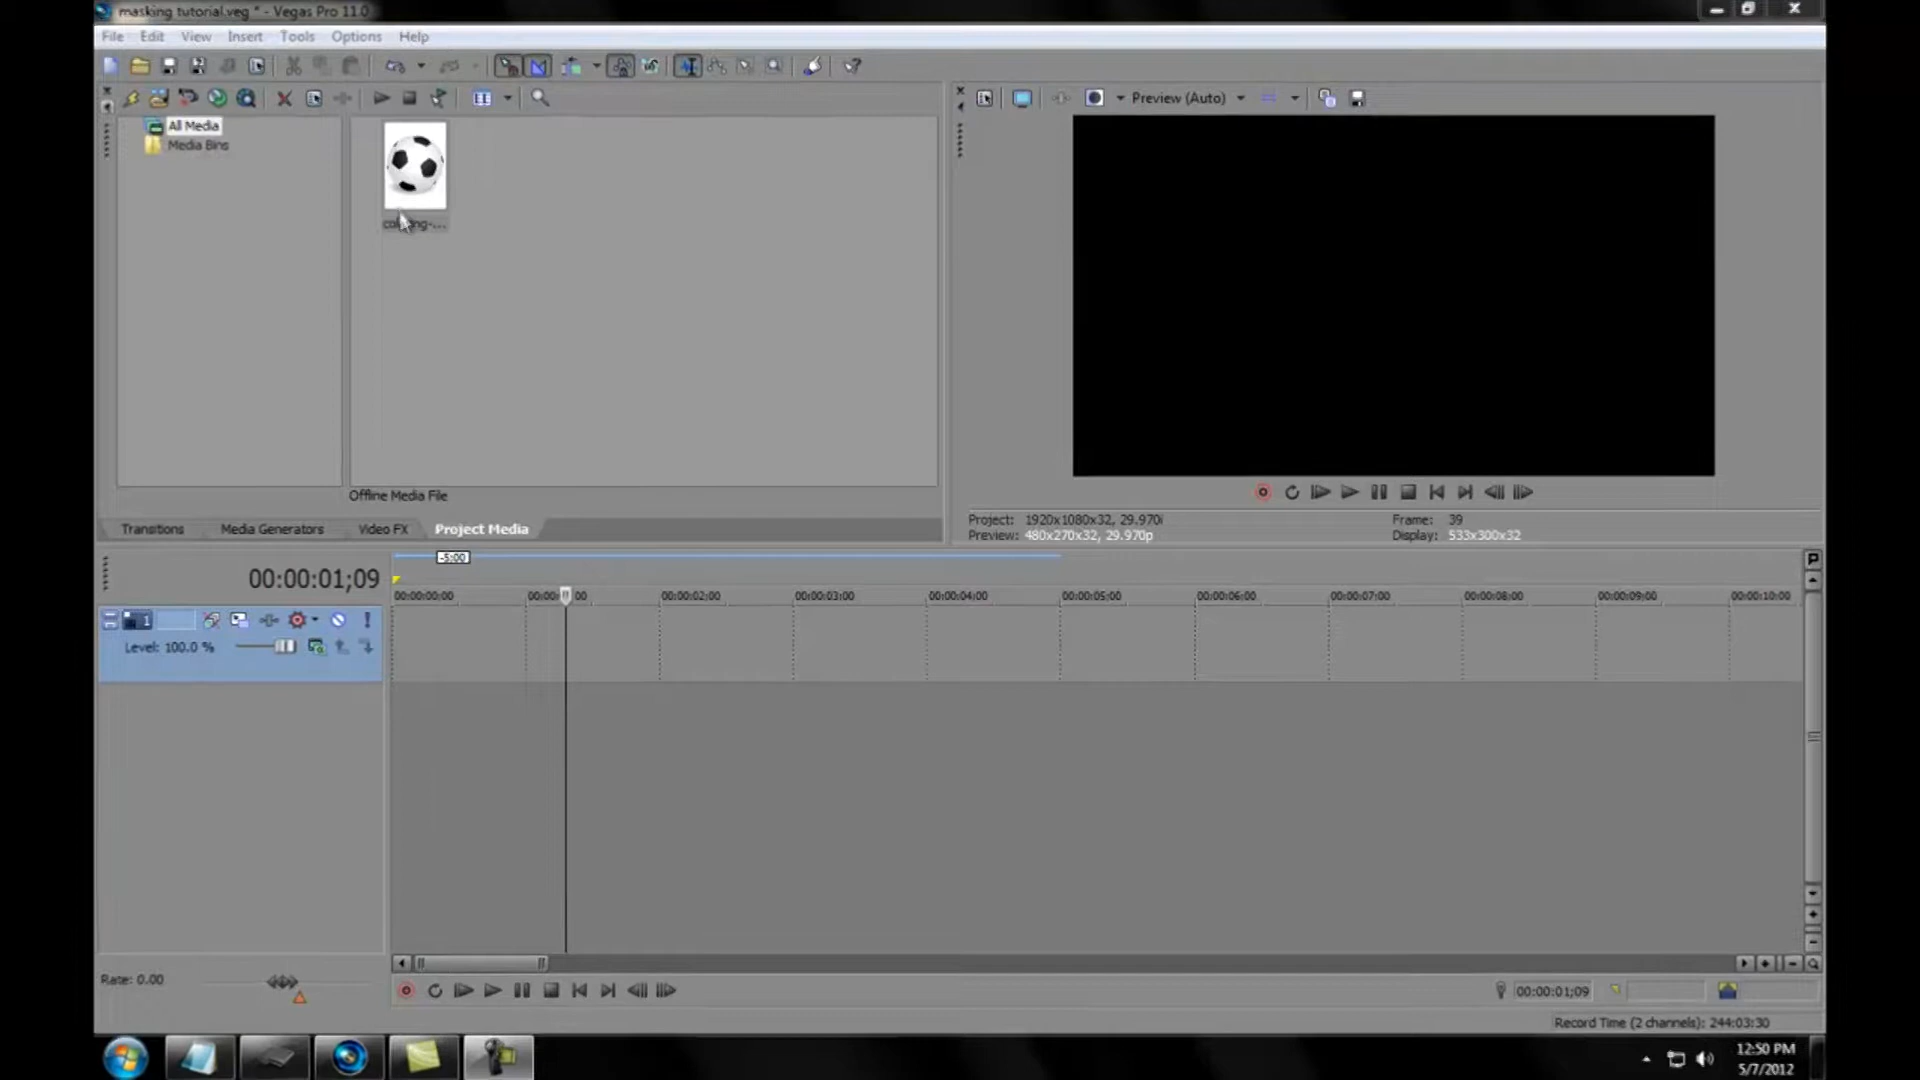 masking tutorial.veg * - Vegas Pro 11.0
File Edit View Insert Tools Options Help
Preview (Auto)
All Media
Media Bins
Offline Media File
Transitions Media Generators Video FX Project Media
Project: 1920x1080x32, 29.970i
Frame: 39
Preview: 480x270x32, 29.970p
Display: 533x300x32
-5:00
00:00:01;09
00:00:00;00 00:00:02;00 00:00:03;00 00:00:04;00 00:00:05;00 00:00:06;00 00:00:07;00 00:00:08;00 00:00:09;00 00:00:10;00
1
Level: 100.0 %
Rate: 0.00
00:00:01;09
Record Time (2 channels): 244:03:30
12:50 PM
5/7/2012